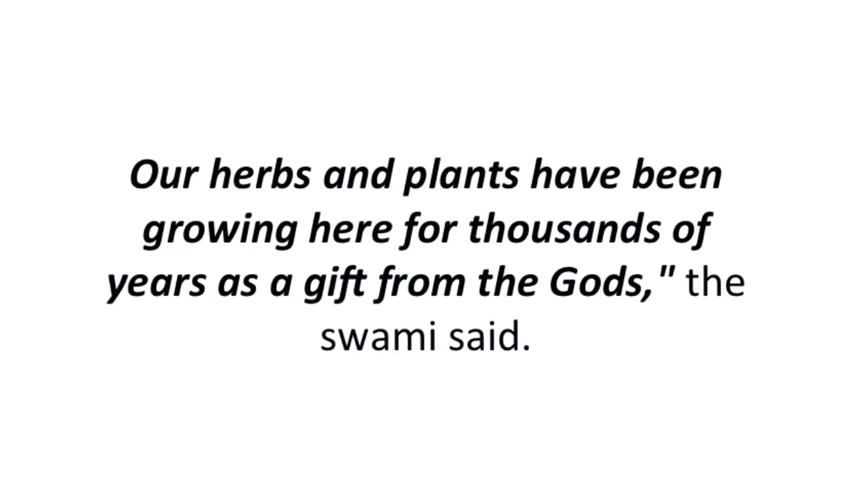 Our herbs and plants have been
growing here for thousands of
years as a gift from the Gods," the
swami said.